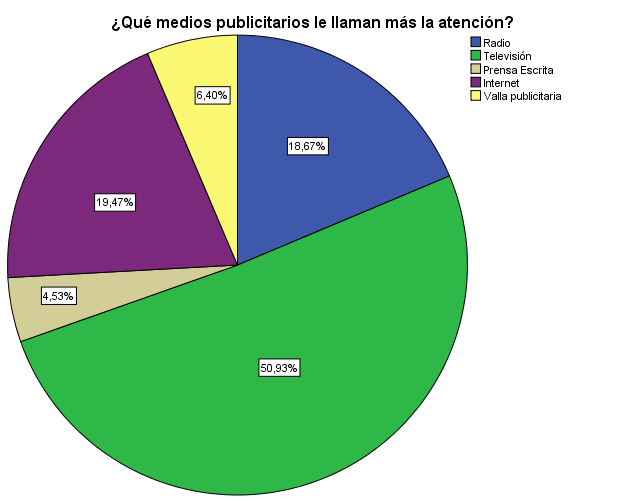 ¿Qué medios publicitarios le llaman más la atención?
Radio
Televisión
Prensa Escrita
Internet
Valla publicitaria
6,40%
18,67%
19,47%
4,53%
50,93%